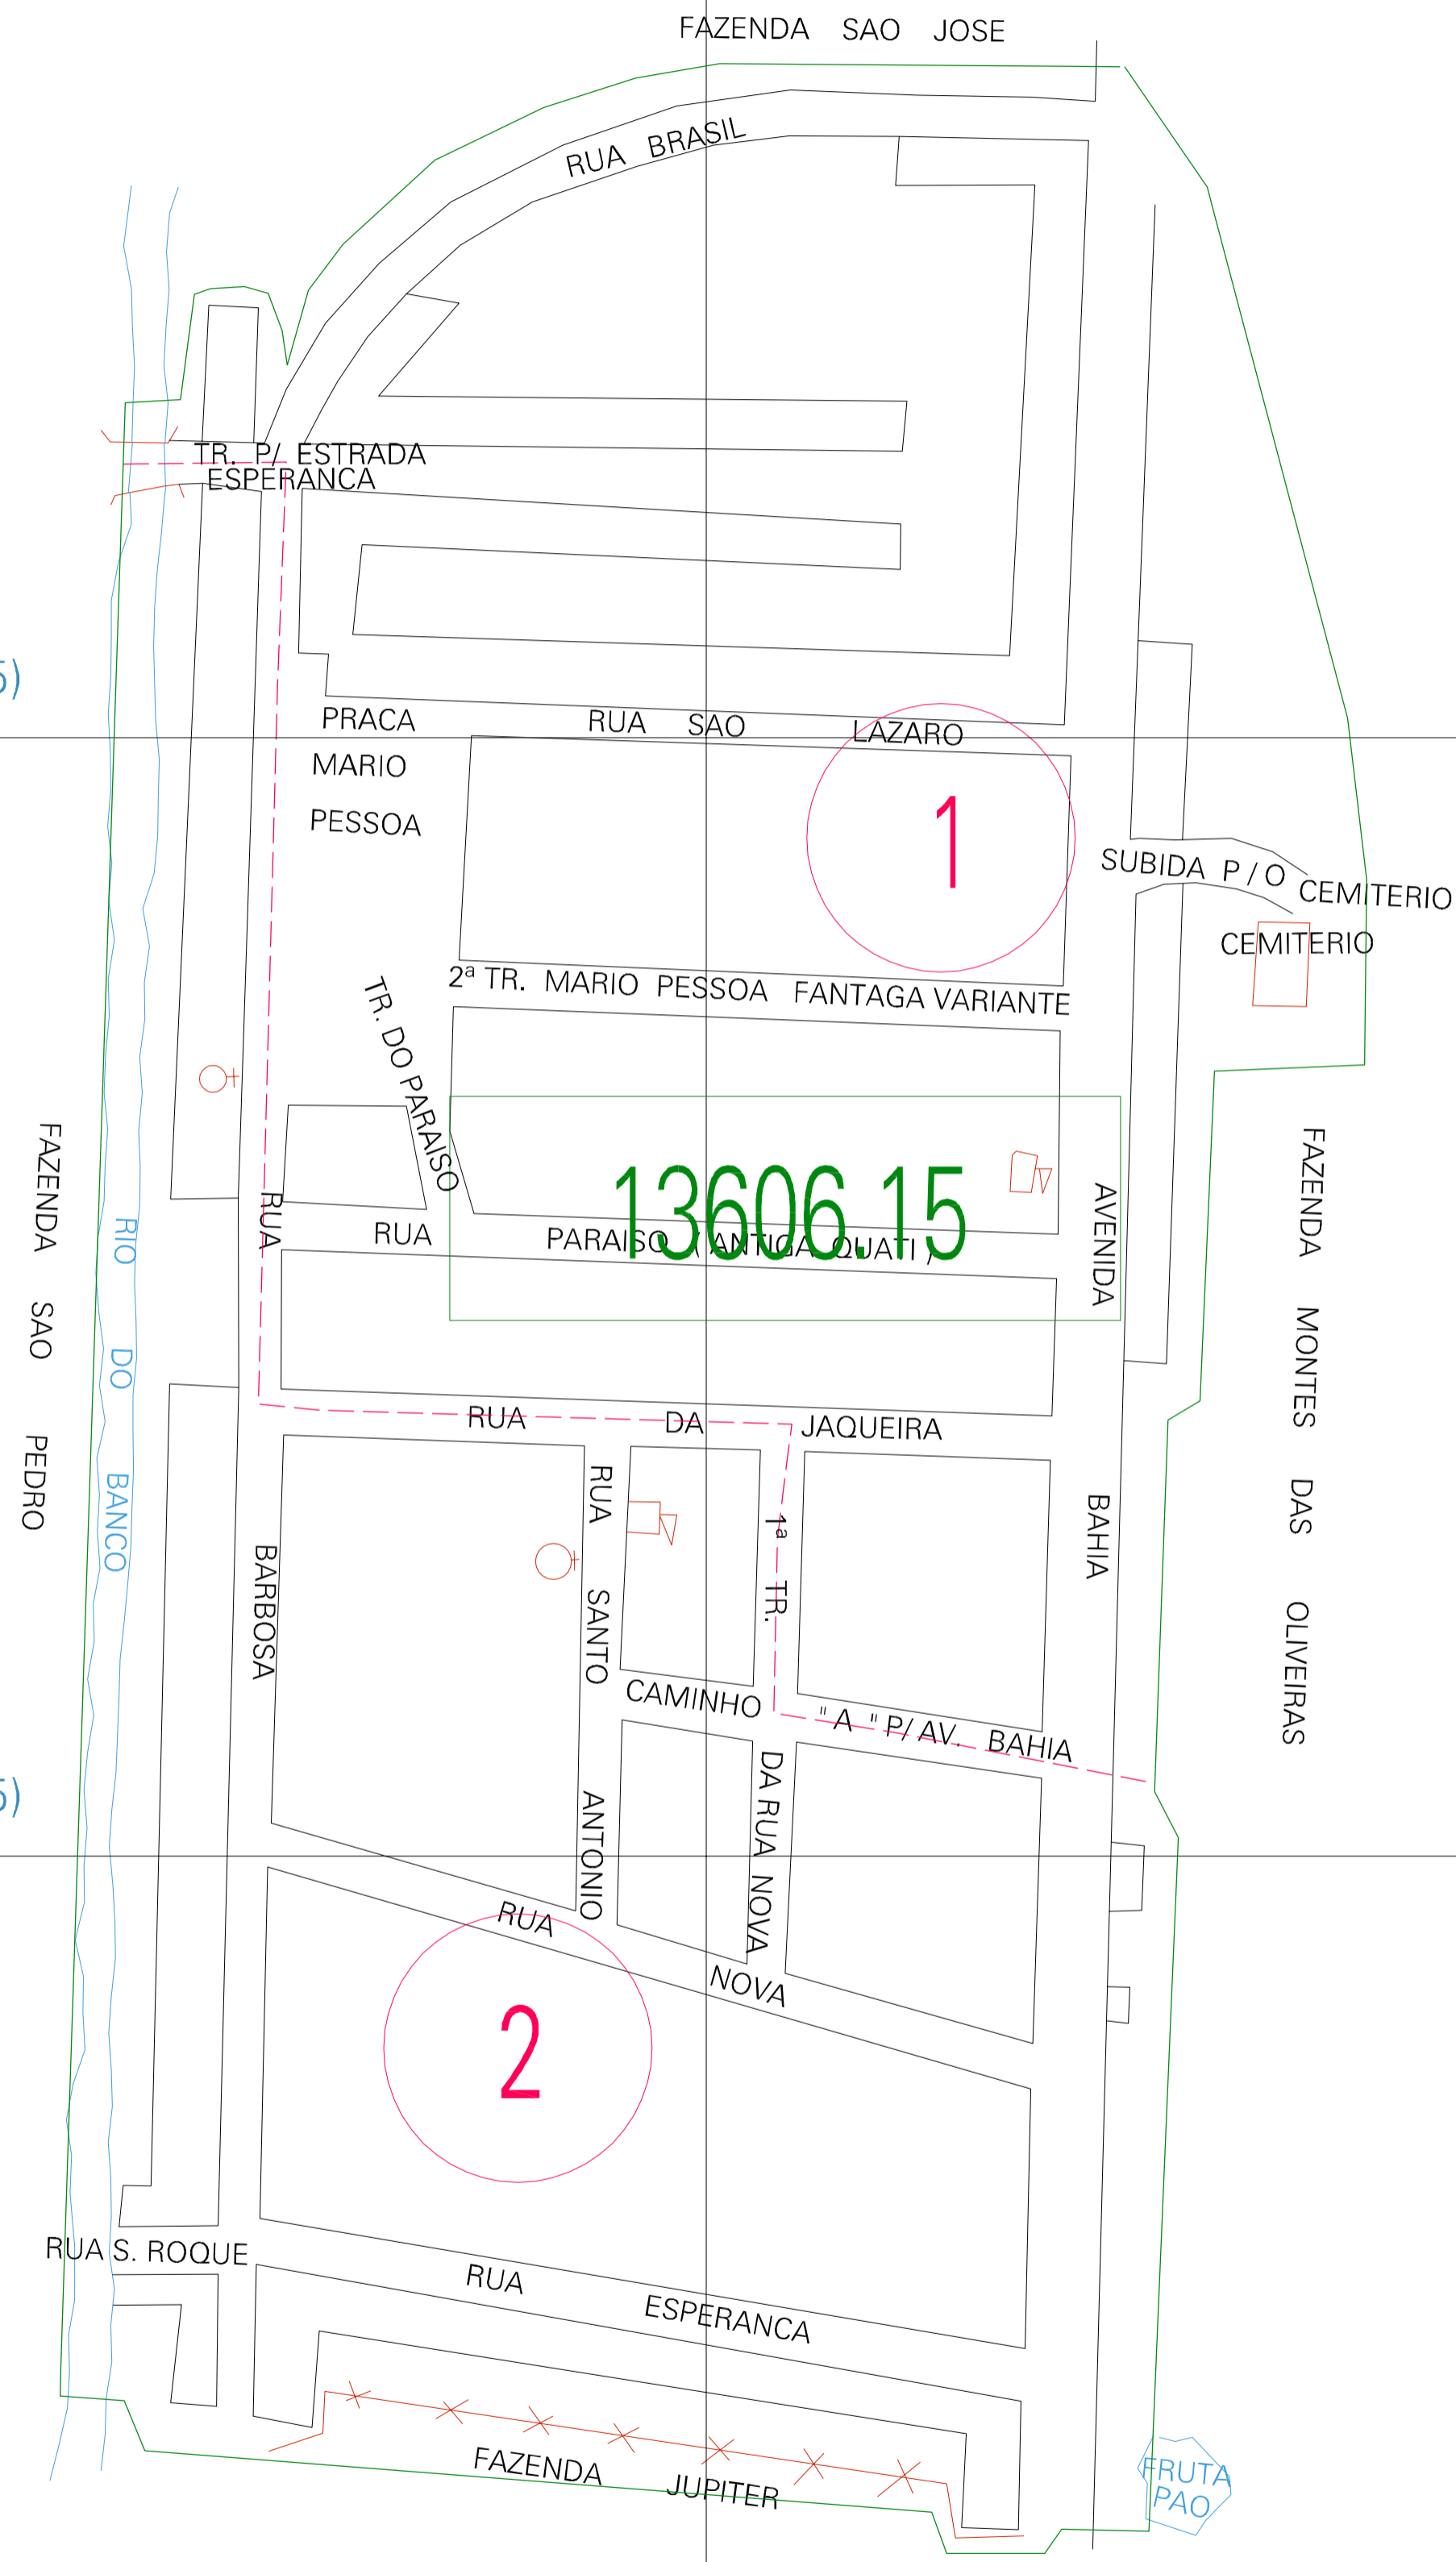 FAZENDA SAO JOSE
RUA BRASIL
TR. P/ ESTRADA
ESPERANCA
5)
PRACA
MARIO
PESSOA
RUA SAO LAZARO
1
SUBIDA P/O CEMITERIO
CEMITERIO
2ª TR. MARIO PESSOA FANTAGA VARIANTE
TR. DO PARAISO
13606.15
RUA PARAISO ( ANTIGA QUATI )
FAZENDA SAO PEDRO
RIO DO BANCO
RUA BARBOSA
AVENIDA BAHIA
FAZENDA MONTES DAS OLIVEIRAS
RUA DA JAQUEIRA
RUA SANTO ANTONIO
1ª TR. DA RUA NOVA
CAMINHO " A " P/ AV. BAHIA
5)
RUA NOVA
2
RUA S. ROQUE
RUA ESPERANCA
FAZENDA JUPITER
FRUTA
PAO